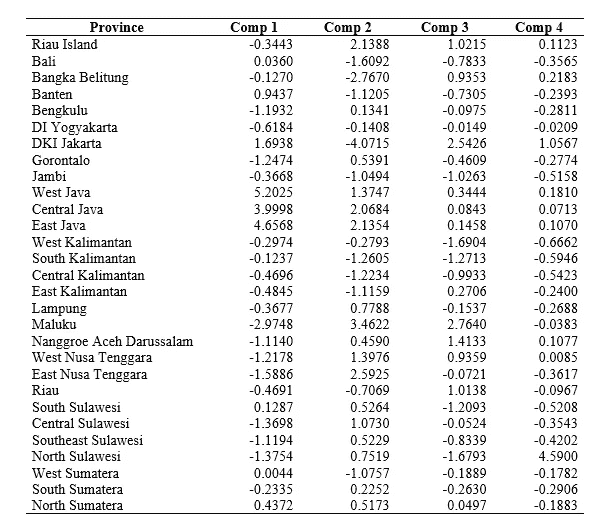 Province Comp 1 Comp 2 Comp 3 Comp 4
Riau Island -0.3443 2.1388 1.0215 0.1123
Bali 0.0360 -1.6092 -0.7833 -0.3565
Bangka Belitung -0.1270 -2.7670 0.9353 0.2183
Banten 0.9437 -1.1205 -0.7305 -0.2393
Bengkulu -1.1932 0.1341 -0.0975 -0.2811
DI Yogyakarta -0.6184 -0.1408 -0.0149 -0.0209
DKI Jakarta 1.6938 -4.0715 2.5426 1.0567
Gorontalo -1.2474 0.5391 -0.4609 -0.2774
Jambi -0.3668 -1.0494 -1.0263 -0.5158
West Java 5.2025 1.3747 0.3444 0.1810
Central Java 3.9998 2.0684 0.0843 0.0713
East Java 4.6568 2.1354 0.1458 0.1070
West Kalimantan -0.2974 -0.2793 -1.6904 -0.6662
South Kalimantan -0.1237 -1.2605 -1.2713 -0.5946
Central Kalimantan -0.4696 -1.2234 -0.9933 -0.5423
East Kalimantan -0.4845 -1.1159 0.2706 -0.2400
Lampung -0.3677 0.7788 -0.1537 -0.2688
Maluku -2.9748 3.4622 2.7640 -0.0383
Nanggroe Aceh Darussalam -1.1140 0.4590 1.4133 0.1077
West Nusa Tenggara -1.2178 1.3976 0.9359 0.0085
East Nusa Tenggara -1.5886 2.5925 -0.0721 -0.3617
Riau -0.4691 -0.7069 1.0138 -0.0967
South Sulawesi 0.1287 0.5264 -1.2093 -0.5208
Central Sulawesi -1.3698 1.0730 -0.0524 -0.3543
Southeast Sulawesi -1.1194 0.5229 -0.8339 -0.4202
North Sulawesi -1.3754 0.7519 -1.6793 4.5900
West Sumatera 0.0044 -1.0757 -0.1889 -0.1782
South Sumatera -0.2335 0.2252 -0.2630 -0.2906
North Sumatera 0.4372 0.5173 0.0497 -0.1883